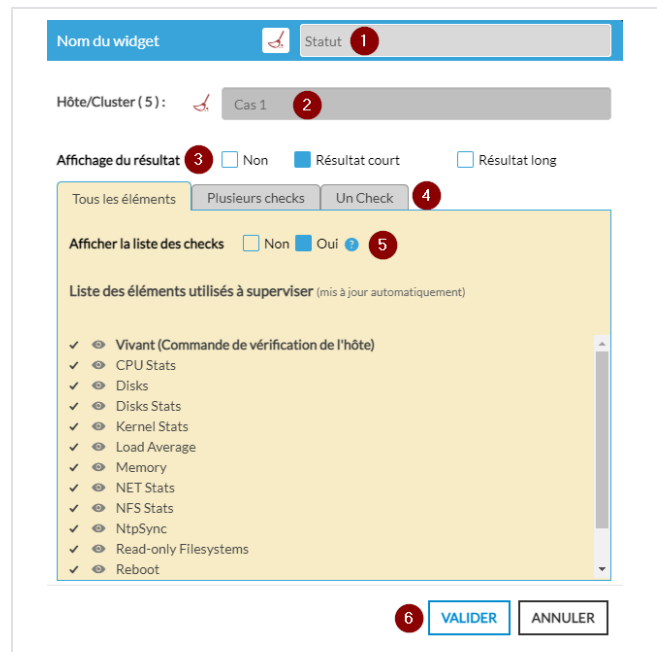 Nom du widget Statut 1
Hôte/Cluster ( 5 ) : Cas 1 2
Affichage du résultat 3 Non Résultat court Résultat long
Tous les éléments Plusieurs checks Un Check 4
Afficher la liste des checks Non Oui ? 5
Liste des éléments utilisés à superviser (mis à jour automatiquement)
Vivant (Commande de vérification de l'hôte)
CPU Stats
Disks
Disks Stats
Kernel Stats
Load Average
Memory
NET Stats
NFS Stats
NtpSync
Read-only Filesystems
Reboot
6 VALIDER ANNULER